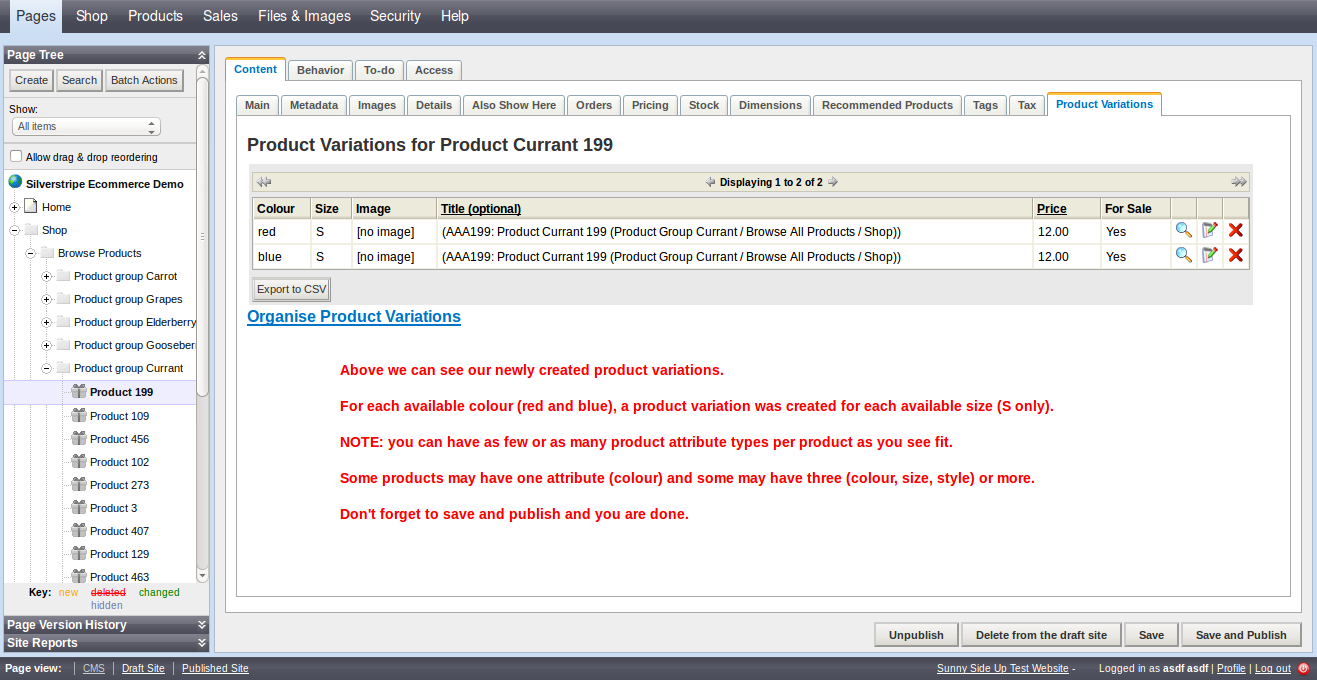 Pages Shop Products Sales Files & Images Security Help
Page Tree
Create Search Batch Actions
Show:
All items
Allow drag & drop reordering
Silverstripe Ecommerce Demo
Home
Shop
Browse Products
Product group Carrot
Product group Grapes
Product group Elderberry
Product group Gooseber
Product group Currant
Product 199
Product 109
Product 456
Product 102
Product 273
Product 3
Product 407
Product 129
Product 463
Key: new deleted changed
hidden
Page Version History
Site Reports
Content Behavior To-do Access
Main Metadata Images Details Also Show Here Orders Pricing Stock Dimensions Recommended Products Tags Tax Product Variations
Product Variations for Product Currant 199
Displaying 1 to 2 of 2
Colour Size Image Title (optional) Price For Sale
red S [no image] (AAA199: Product Currant 199 (Product Group Currant / Browse All Products / Shop)) 12.00 Yes
blue S [no image] (AAA199: Product Currant 199 (Product Group Currant / Browse All Products / Shop)) 12.00 Yes
Export to CSV
Organise Product Variations
Above we can see our newly created product variations.
For each available colour (red and blue), a product variation was created for each available size (S only).
NOTE: you can have as few or as many product attribute types per product as you see fit.
Some products may have one attribute (colour) and some may have three (colour, size, style) or more.
Don't forget to save and publish and you are done.
Unpublish Delete from the draft site Save Save and Publish
Page view: CMS Draft Site Published Site Sunny Side Up Test Website - Logged in as asdf asdf | Profile | Log out